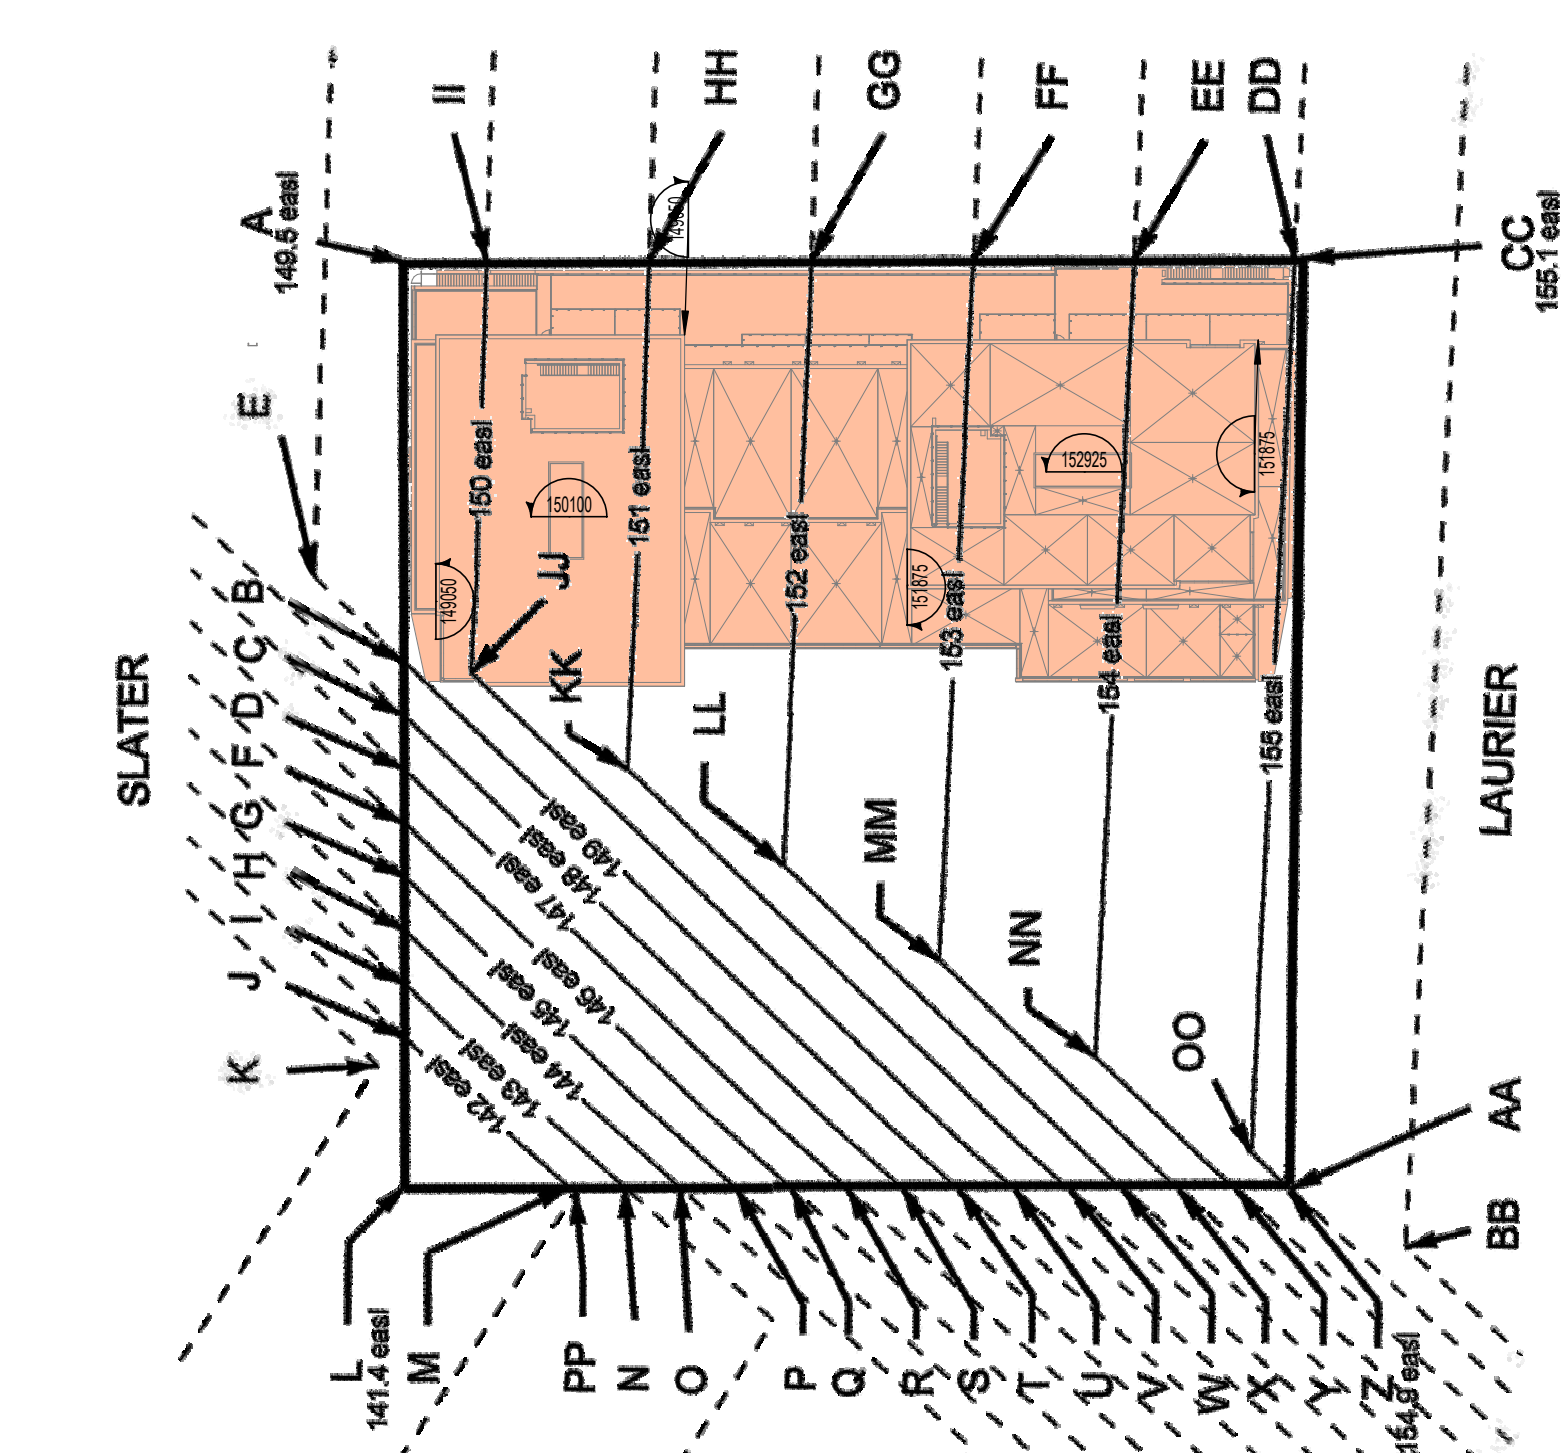 II
HH
GG
FF
EE
DD
A
149.5 easl
CC
155.1 easl
149050
E
150 easl
151 easl
152 easl
153 easl
154 easl
155 easl
150100
152925
151875
149050
151875
JJ
KK
LL
MM
NN
OO
SLATER
LAURIER
B
C
D
F
G
H
I
J
K
149 easl
148 easl
147 easl
146 easl
145 easl
144 easl
143 easl
142 easl
AA
BB
L
141.4 easl
M
PP
N
O
P
Q
R
S
T
U
V
W
X
Y
Z
154.9 easl